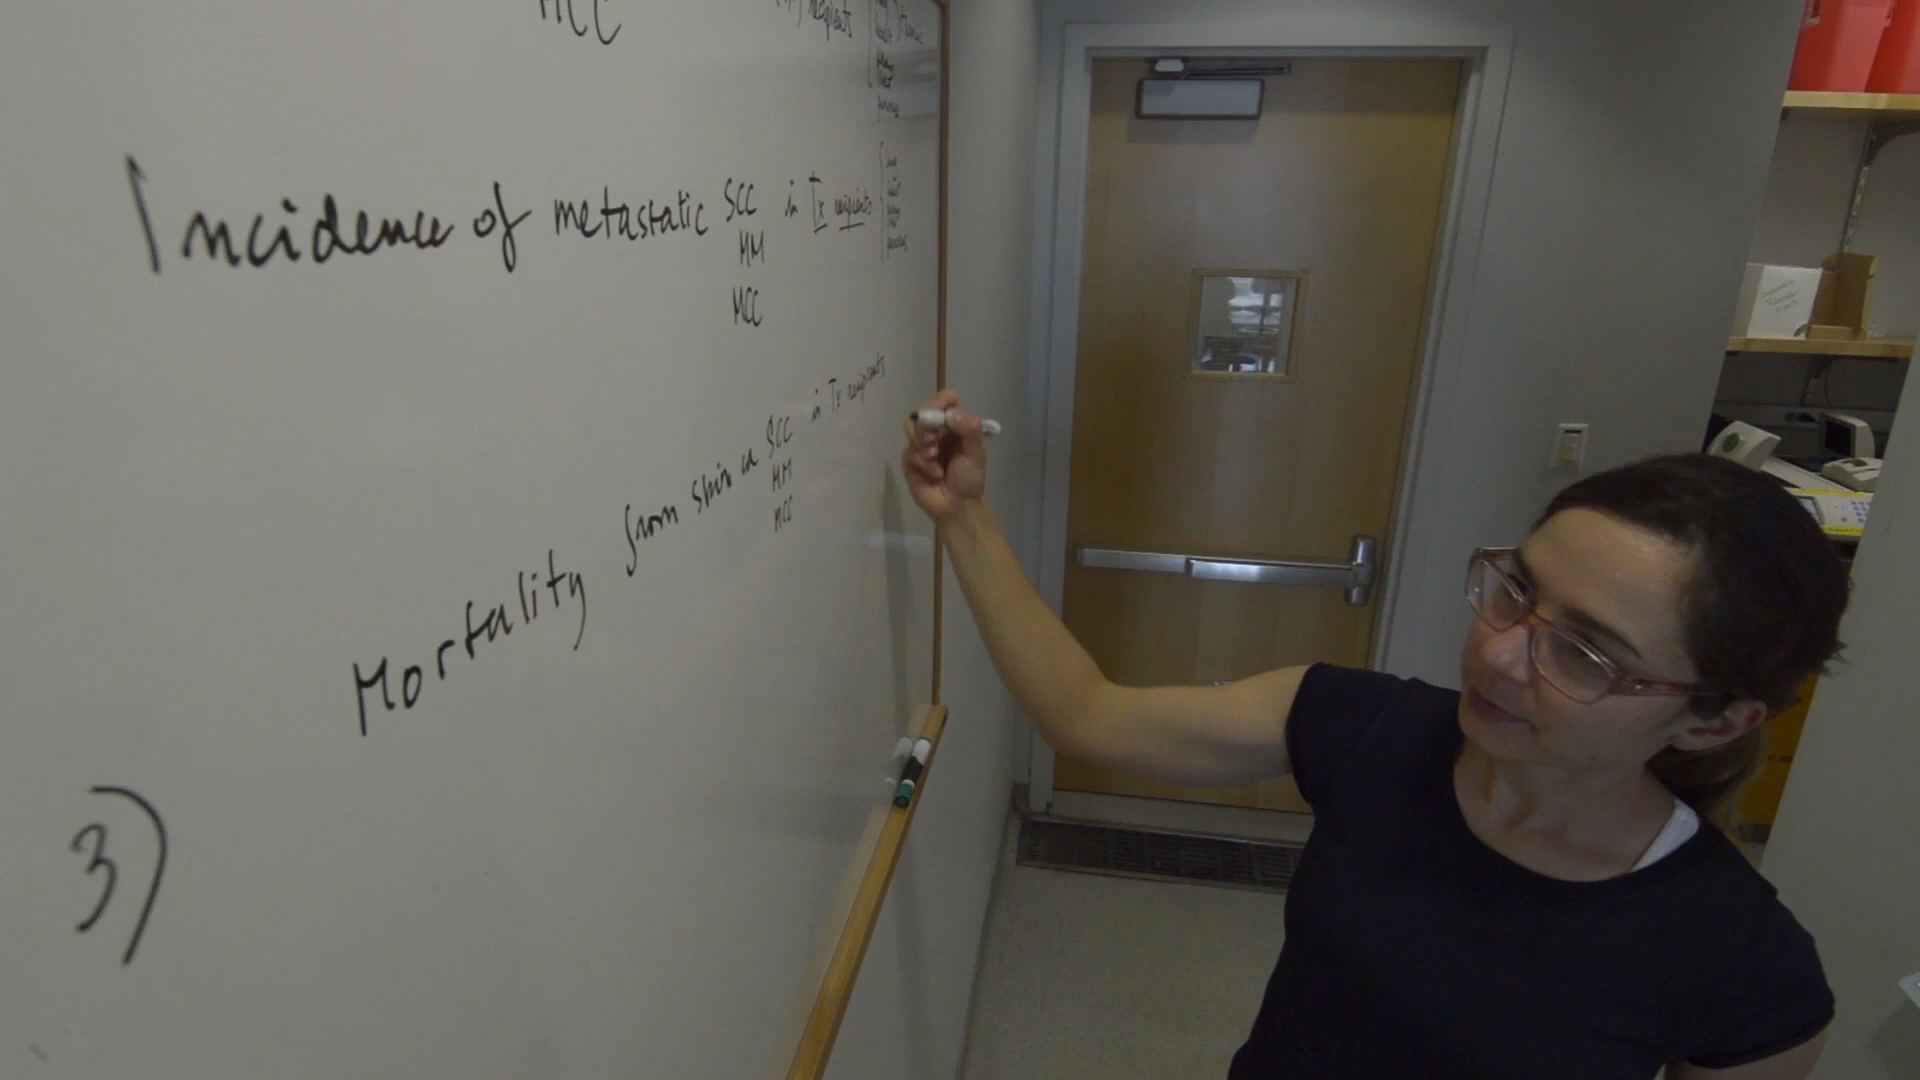 MCC
recipients
Incidence of metastatic SCC in Tx recipients
MM
MCC
Mortality from skin ca SCC in Tx recipients
MM
MCC
3)